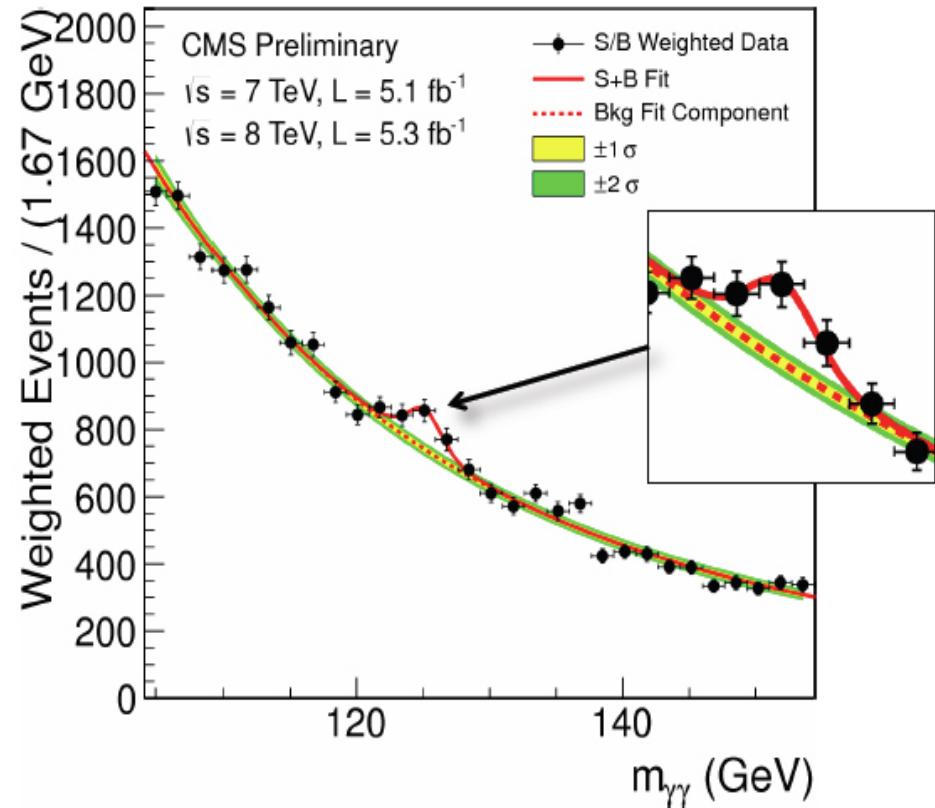 Weighted Events / (1.67 GeV)
2000
1800
1600
1400
1200
1000
800
600
400
200
0
CMS Preliminary
√s = 7 TeV, L = 5.1 fb⁻¹
√s = 8 TeV, L = 5.3 fb⁻¹
S/B Weighted Data
S+B Fit
Bkg Fit Component
±1 σ
±2 σ
120
140
m_γγ (GeV)